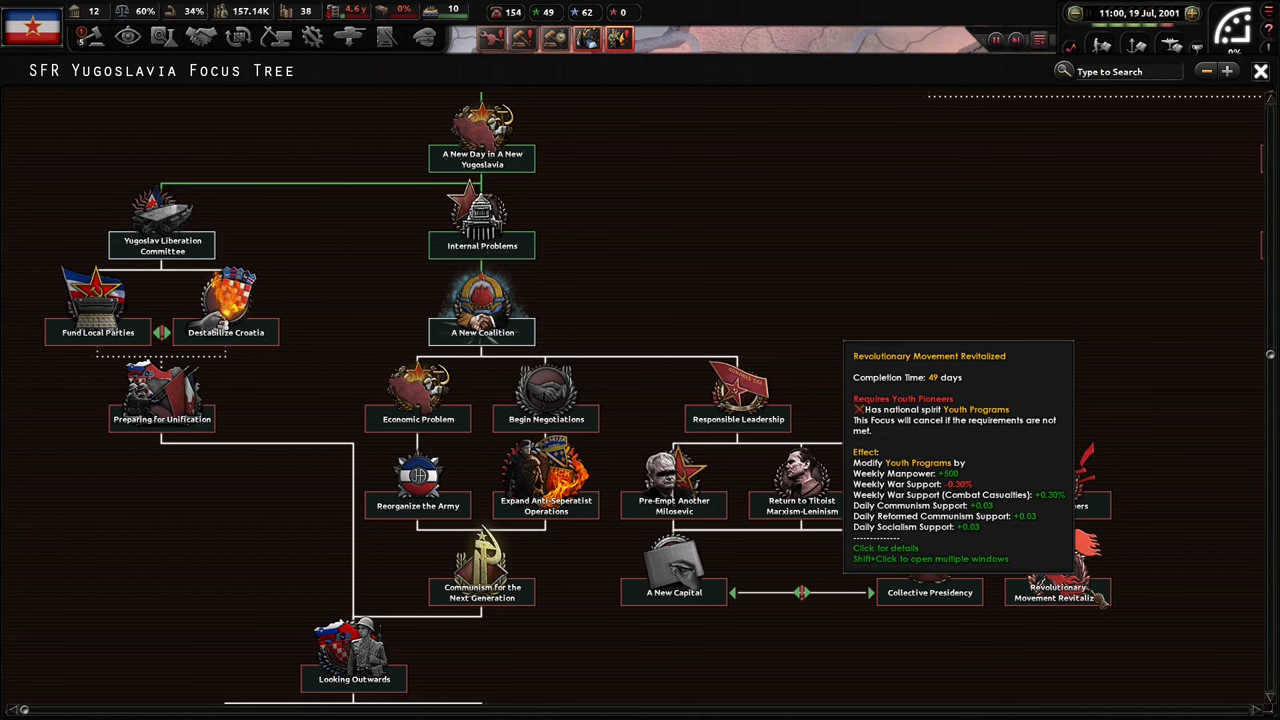 12 60% 34% 157.14K 38 4.6 y 0% 10 154 49 62 0 11:00, 19 Jul, 2001
5
0%
SFR Yugoslavia Focus Tree
Type to Search
A New Day in A New
Yugoslavia
Yugoslav Liberation
Committee
Internal Problems
Fund Local Parties
Destabilize Croatia
A New Coalition
Preparing for Unification
Economic Problem
Begin Negotiations
Responsible Leadership
Reorganize the Army
Expand Anti-Seperatist
Operations
Pre-Empt Another
Milosevic
Return to Titoist
Marxism-Leninism
Communism for the
Next Generation
A New Capital
Collective Presidency
Revolutionary
Movement Revitaliz
Looking Outwards
Revolutionary Movement Revitalized
Completion Time: 49 days
Requires Youth Pioneers
Has national spirit Youth Programs
This Focus will cancel if the requirements are not
met.
Effect:
Modify Youth Programs by
Weekly Manpower: +500
Weekly War Support: -0.30%
Weekly War Support (Combat Casualties): +0.30%
Daily Communism Support: +0.03
Daily Reformed Communism Support: +0.03
Daily Socialism Support: +0.03
--------------
Click for details
Shift+Click to open multiple windows